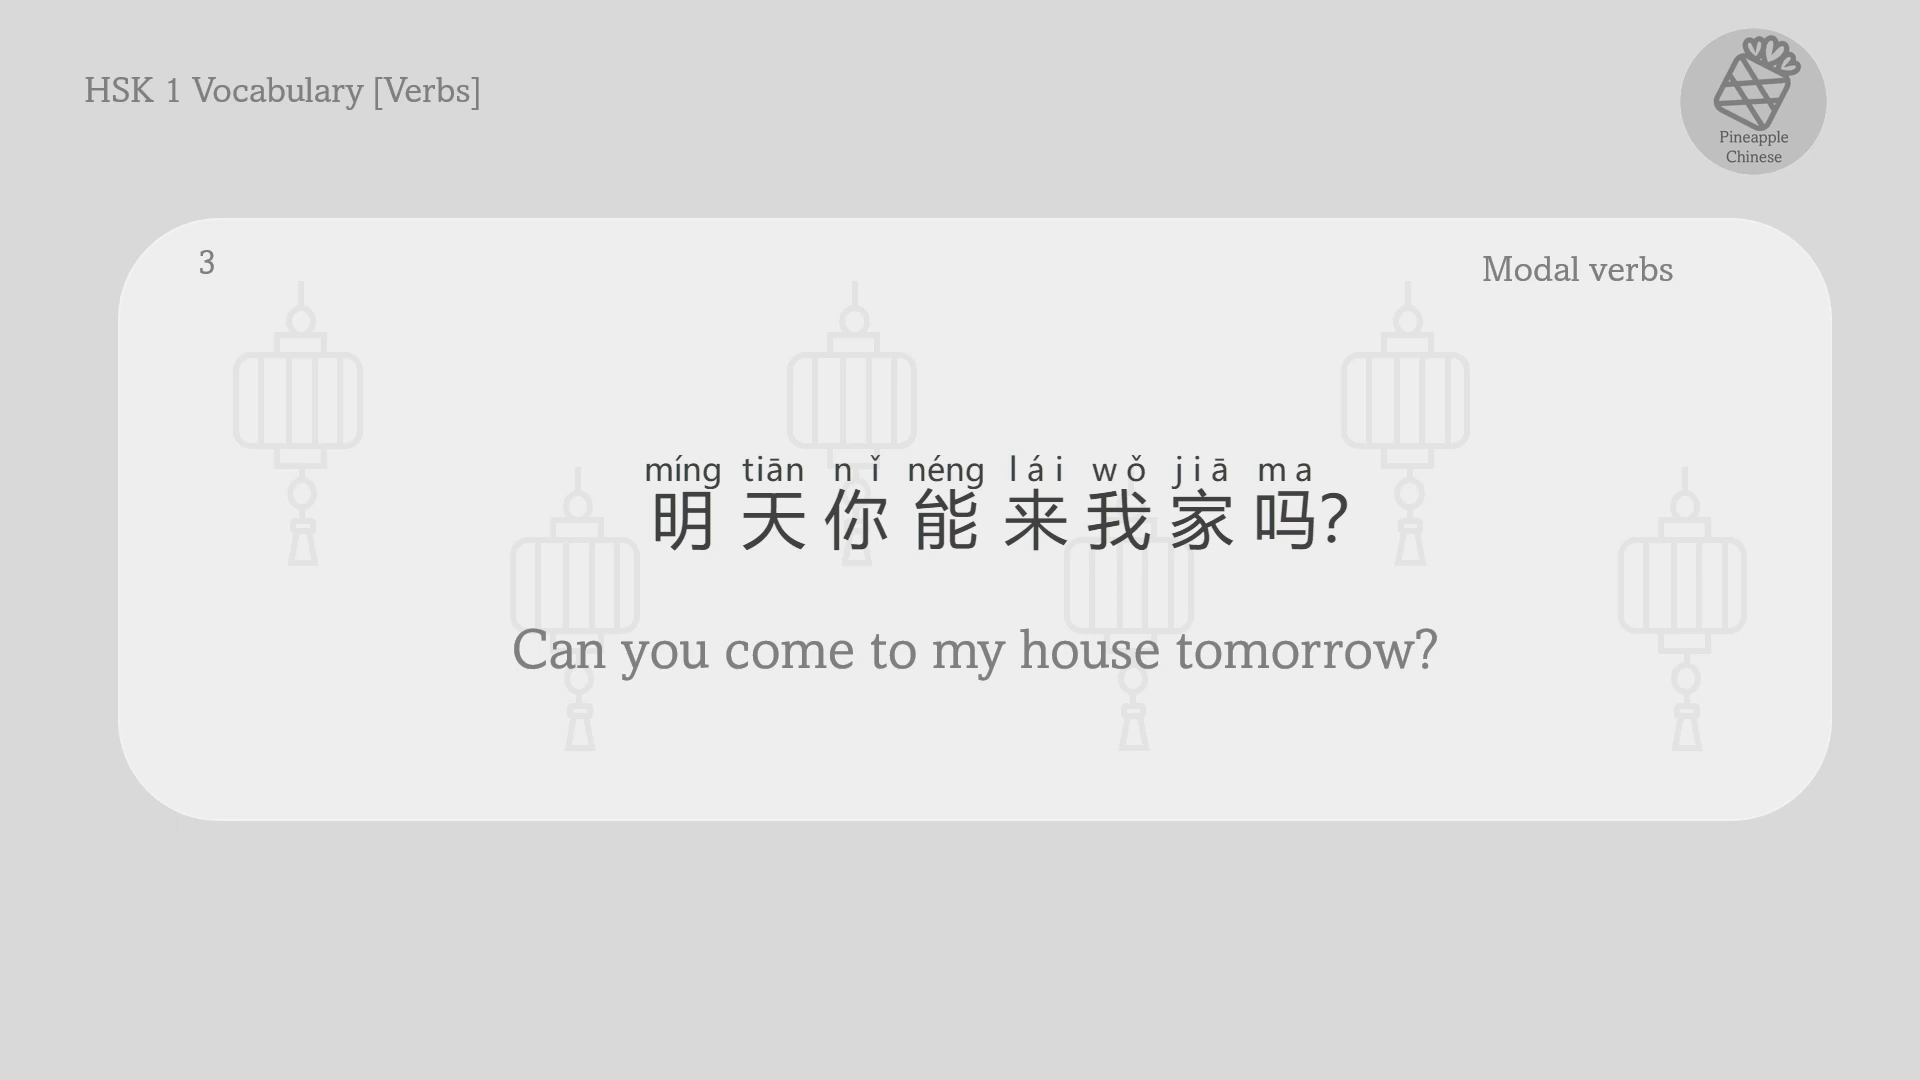 HSK 1 Vocabulary [Verbs]
Pineapple
Chinese
3
Modal verbs
míng tiān nǐ néng lái wǒ jiā ma
明天你能来我家吗?
Can you come to my house tomorrow?